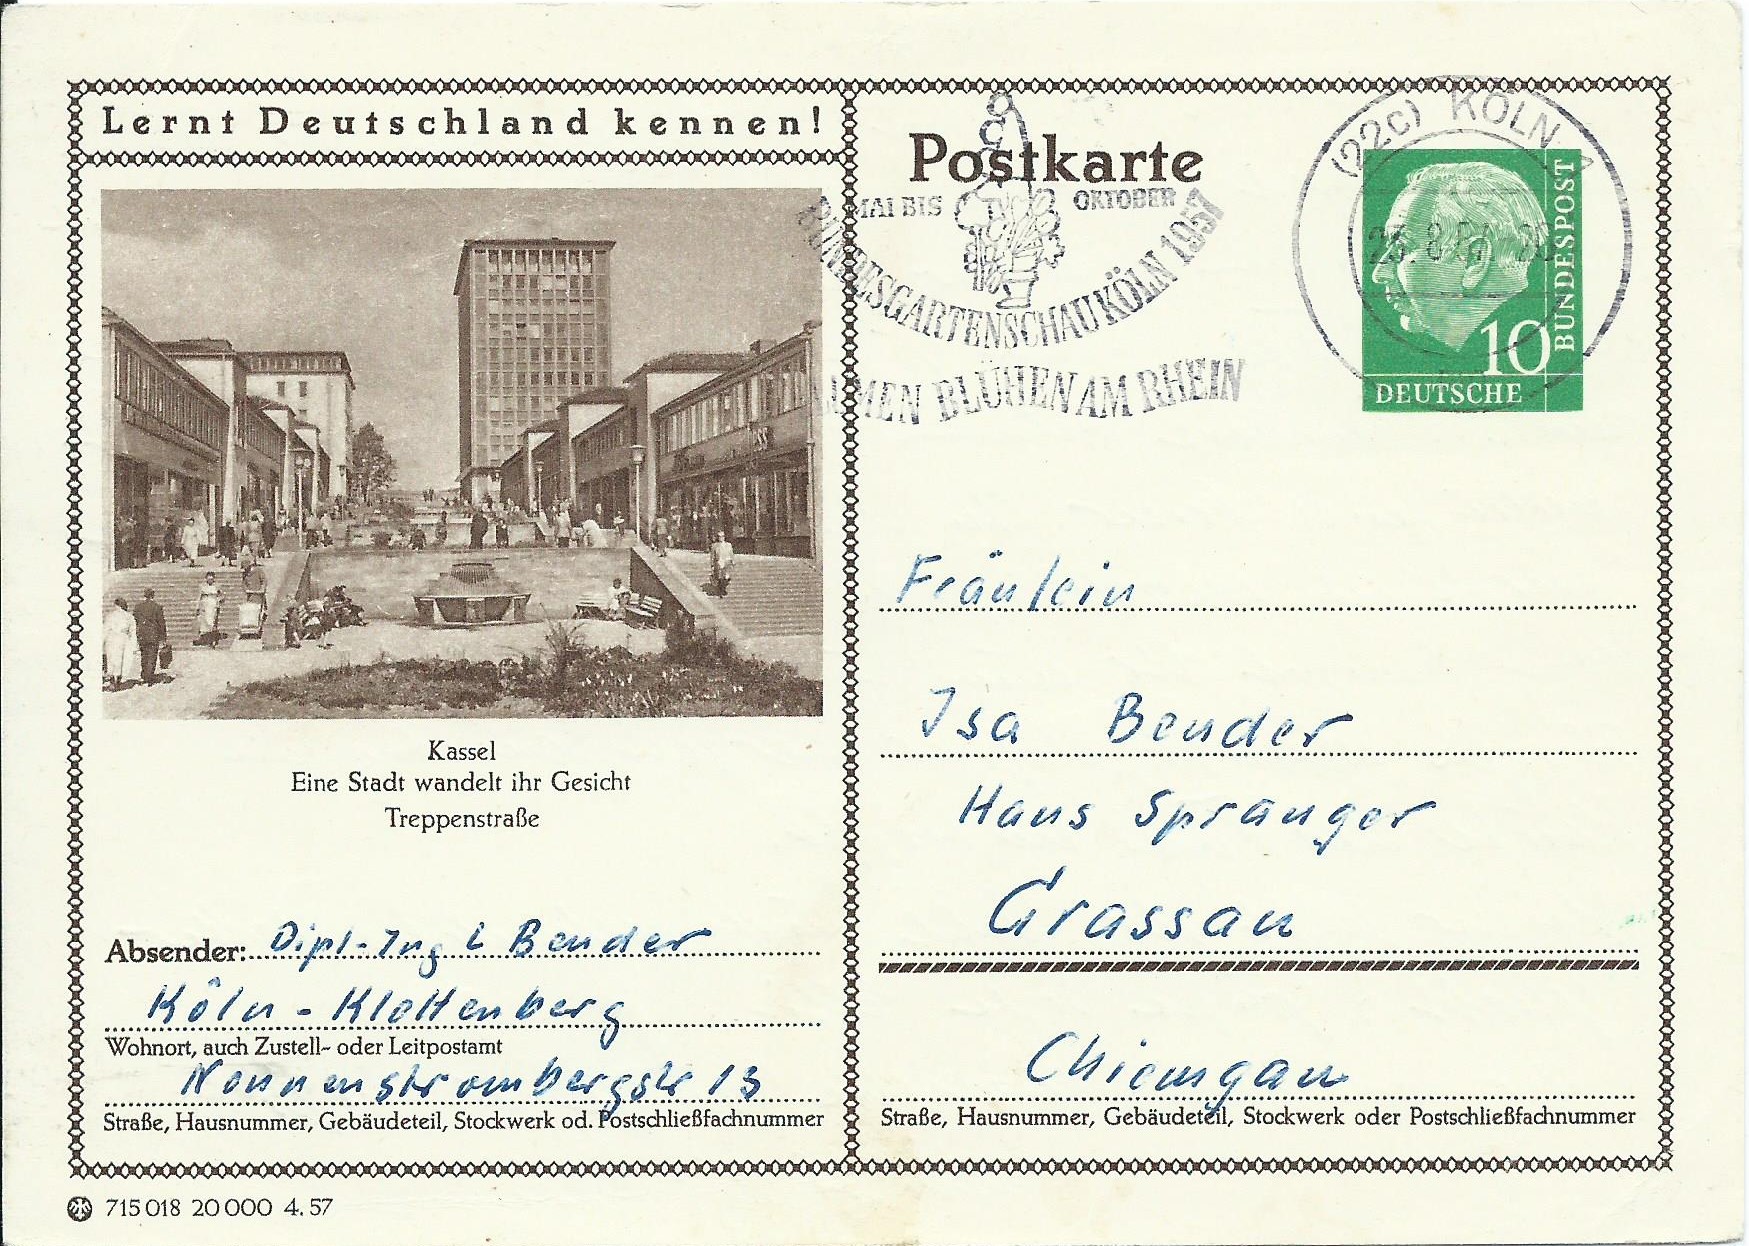 Lernt Deutschland kennen!
Kassel
Eine Stadt wandelt ihr Gesicht
Treppenstraße
Absender: Dipl-Ing L Bender
Köln - Klettenberg
Wohnort, auch Zustell- oder Leitpostamt
Nonnenstrombergstr 13
Straße, Hausnummer, Gebäudeteil, Stockwerk od. Postschließfachnummer
715 018 20 000 4. 57
Postkarte
MAI BIS OKTOBER
BUNDESGARTENSCHAU KÖLN 1957
BLÜHEN AM RHEIN
(22c) KÖLN
10
BUNDESPOST
DEUTSCHE
Fräulein
Isa Bender
Haus Spranger
Grassau
Chiemgau
Straße, Hausnummer, Gebäudeteil, Stockwerk oder Postschließfachnummer